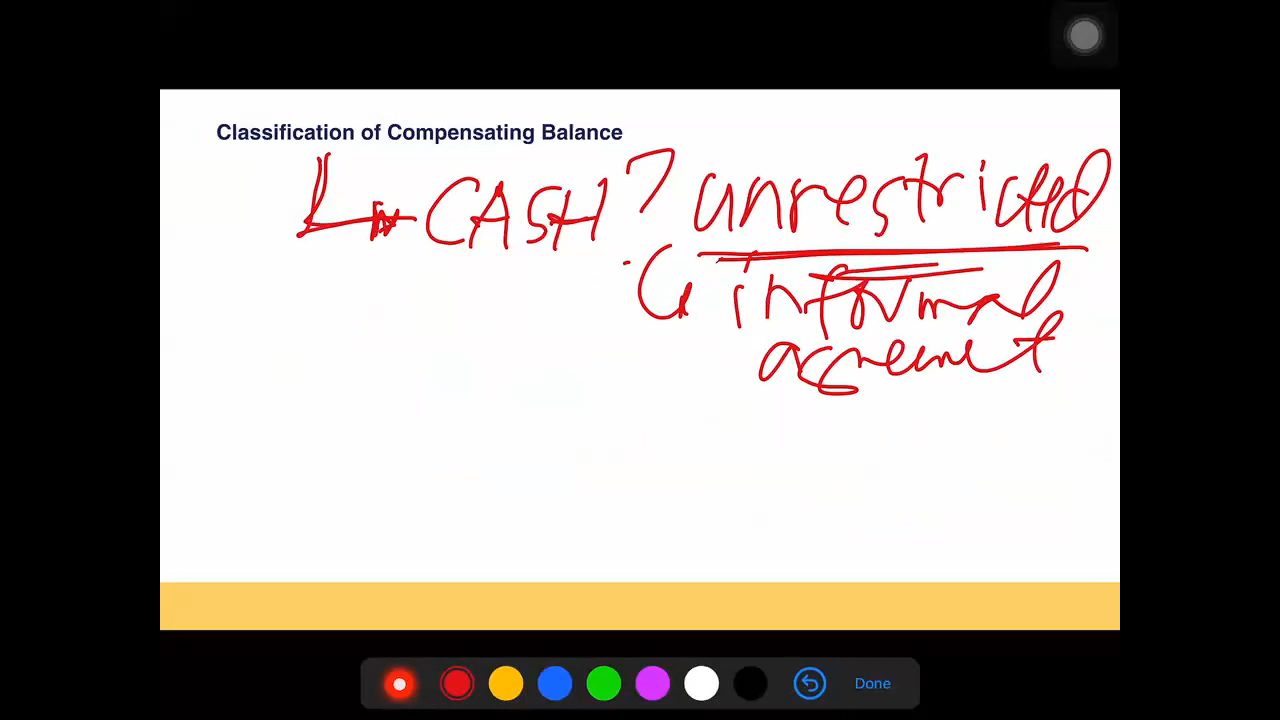 Classification of Compensating Balance
CASH ? unrestricted
informal
agreement
Done